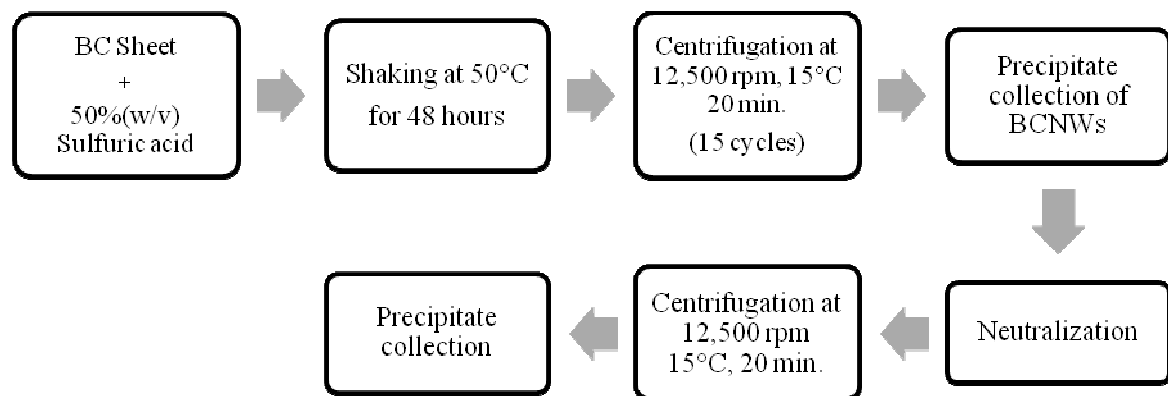 BC Sheet
+
50%(w/v)
Sulfuric acid
Shaking at 50°C
for 48 hours
Centrifugation at
12,500 rpm, 15°C
20 min.
(15 cycles)
Precipitate
collection of
BCNWs
Neutralization
Centrifugation at
12,500 rpm
15°C, 20 min.
Precipitate
collection